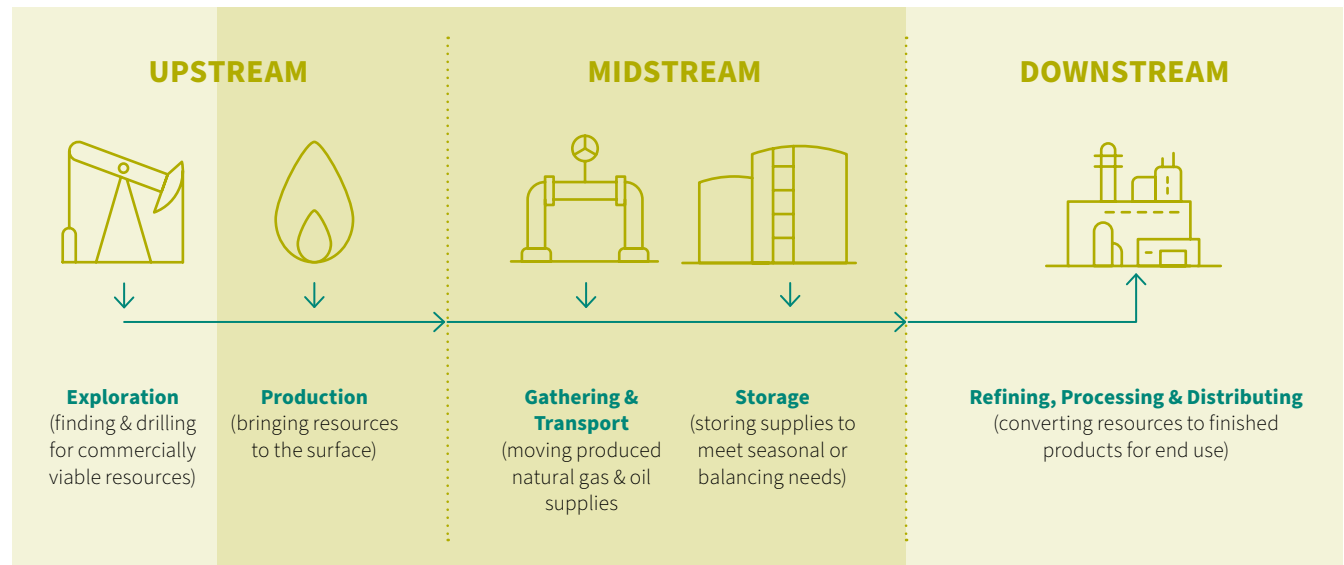 UPSTREAM
MIDSTREAM
DOWNSTREAM
Exploration
(finding & drilling
for commercially
viable resources)
Production
(bringing resources
to the surface)
Gathering &
Transport
(moving produced
natural gas & oil
supplies
Storage
(storing supplies to
meet seasonal or
balancing needs)
Refining, Processing & Distributing
(converting resources to finished
products for end use)